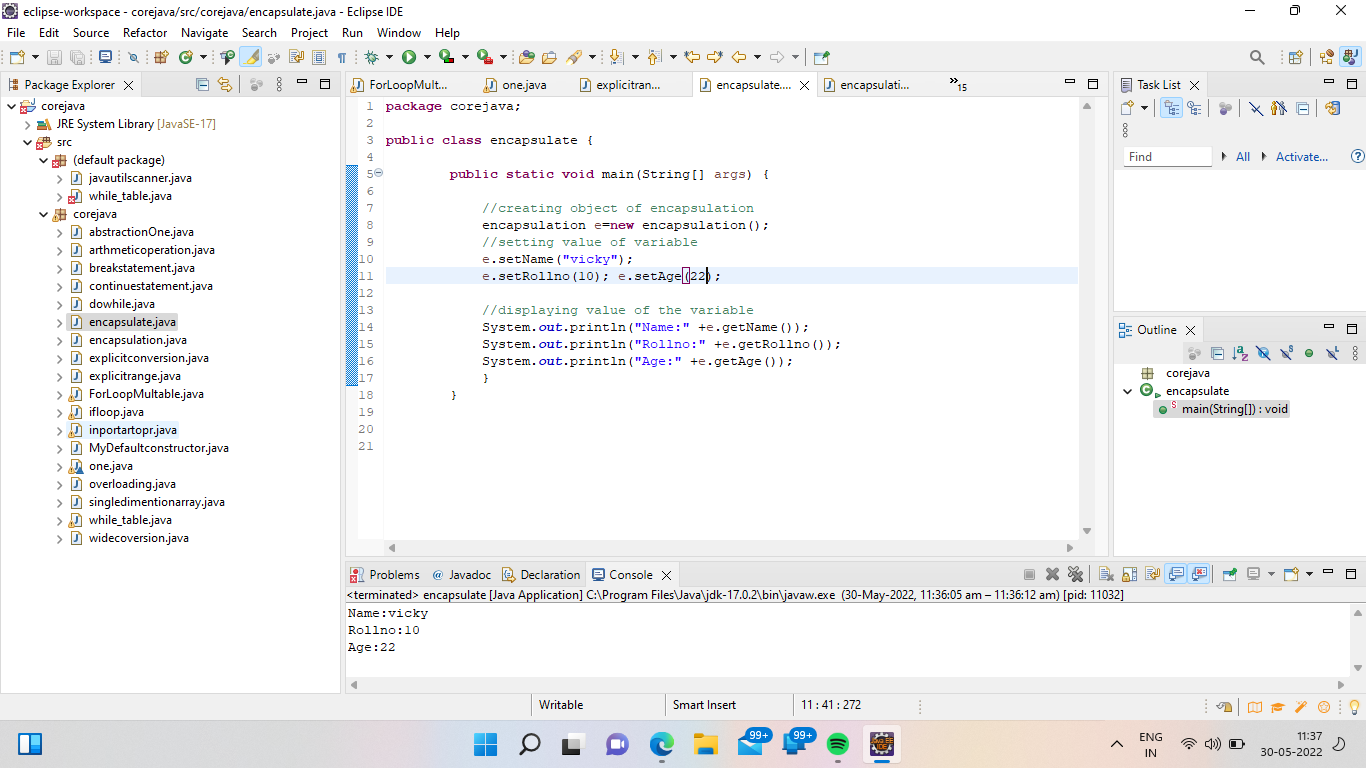 eclipse-workspace - corejava/src/corejava/encapsulate.java - Eclipse IDE
File Edit Source Refactor Navigate Search Project Run Window Help
Package Explorer
corejava
JRE System Library [JavaSE-17]
src
(default package)
javautilscanner.java
while_table.java
corejava
abstractionOne.java
arthmeticoperation.java
breakstatement.java
continuestatement.java
dowhile.java
encapsulate.java
encapsulation.java
explicitconversion.java
explicitrange.java
ForLoopMultable.java
ifloop.java
inportartopr.java
MyDefaultconstructor.java
one.java
overloading.java
singledimentionarray.java
while_table.java
widecoversion.java
ForLoopMult... one.java explicitran... encapsulate.... encapsulati... »15
1 package corejava;
2
3 public class encapsulate {
4
5 public static void main(String[] args) {
6
7 //creating object of encapsulation
8 encapsulation e=new encapsulation();
9 //setting value of variable
10 e.setName("vicky");
11 e.setRollno(10); e.setAge(22);
12
13 //displaying value of the variable
14 System.out.println("Name:" +e.getName());
15 System.out.println("Rollno:" +e.getRollno());
16 System.out.println("Age:" +e.getAge());
17 }
18 }
19
20
21
Task List
Find All Activate...
Outline
corejava
encapsulate
main(String[]) : void
Problems @ Javadoc Declaration Console
<terminated> encapsulate [Java Application] C:\Program Files\Java\jdk-17.0.2\bin\javaw.exe (30-May-2022, 11:36:05 am – 11:36:12 am) [pid: 11032]
Name:vicky
Rollno:10
Age:22
Writable Smart Insert 11 : 41 : 272
99+ 99+ Java EE IDE
ENG
IN
11:37
30-05-2022